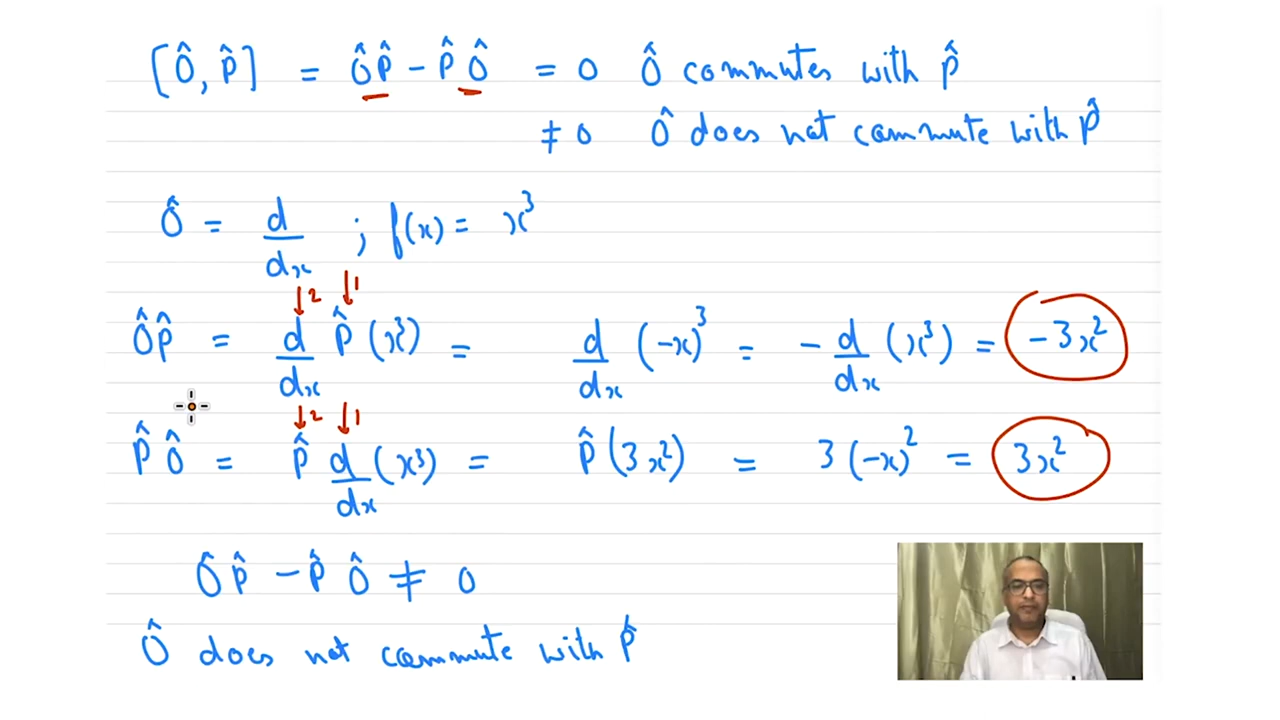 [Ô, P̂] = ÔP̂ - P̂Ô = 0 Ô commutes with P̂
≠ 0 Ô does not commute with P̂
Ô = d/dx ; f(x) = x³
↓2 ↓1
ÔP̂ = d/dx P̂(x³) = d/dx (-x)³ = - d/dx (x³) = -3x²
↓2 ↓1
P̂Ô = P̂ d/dx (x³) = P̂(3x²) = 3(-x)² = 3x²
ÔP̂ - P̂Ô ≠ 0
Ô does not commute with P̂